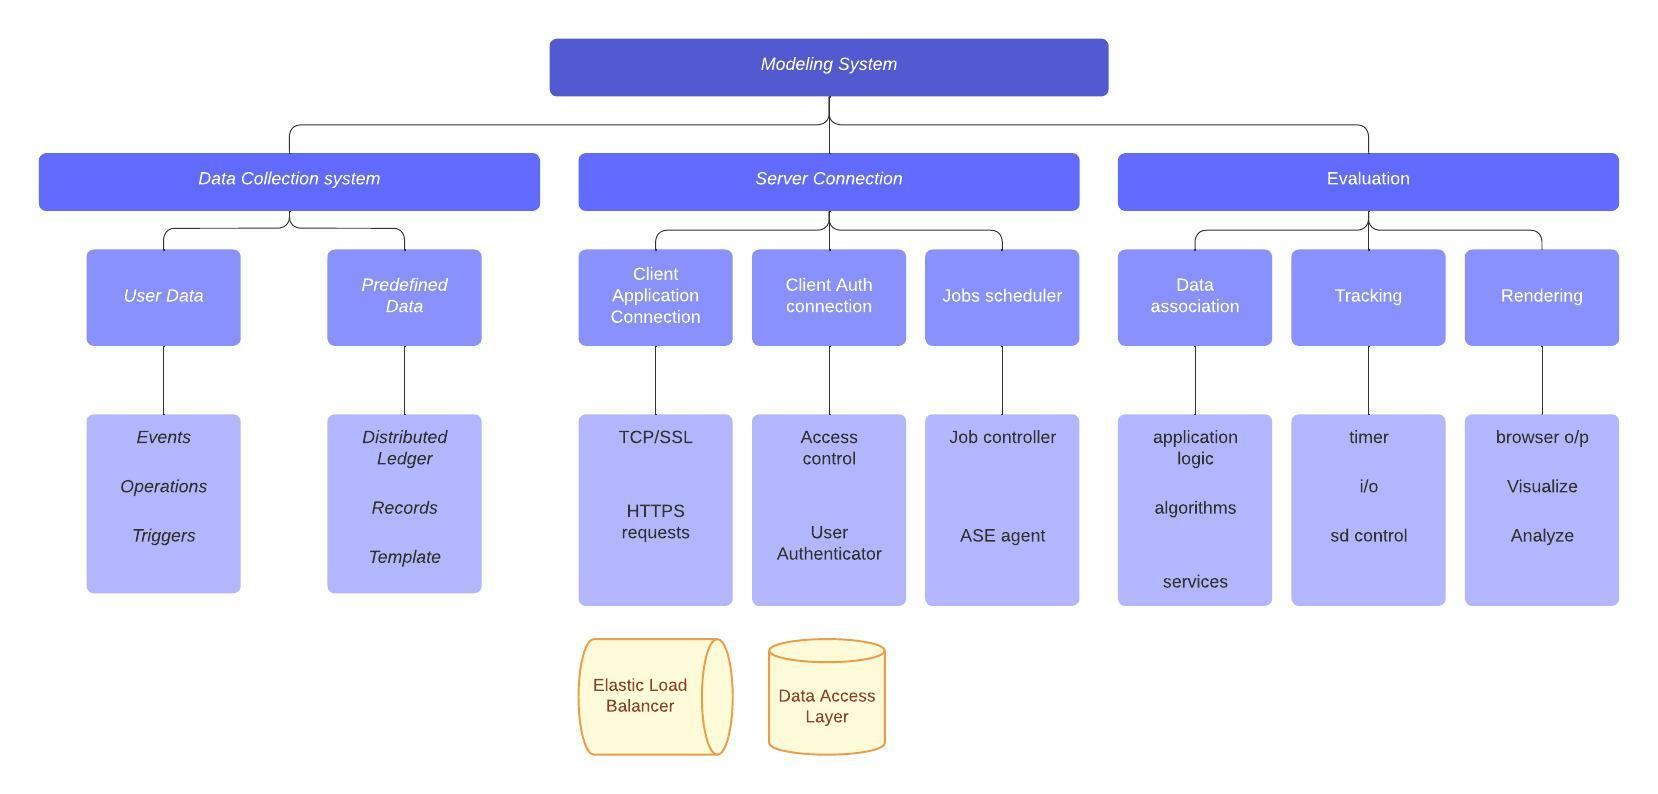 Modeling System
Data Collection system
Server Connection
Evaluation
User Data
Predefined
Data
Client
Application
Connection
Client Auth
connection
Jobs scheduler
Data
association
Tracking
Rendering
Events
Operations
Triggers
Distributed
Ledger
Records
Template
TCP/SSL
HTTPS
requests
Access
control
User
Authenticator
Job controller
ASE agent
application
logic
algorithms
services
timer
i/o
sd control
browser o/p
Visualize
Analyze
Elastic Load
Balancer
Data Access
Layer